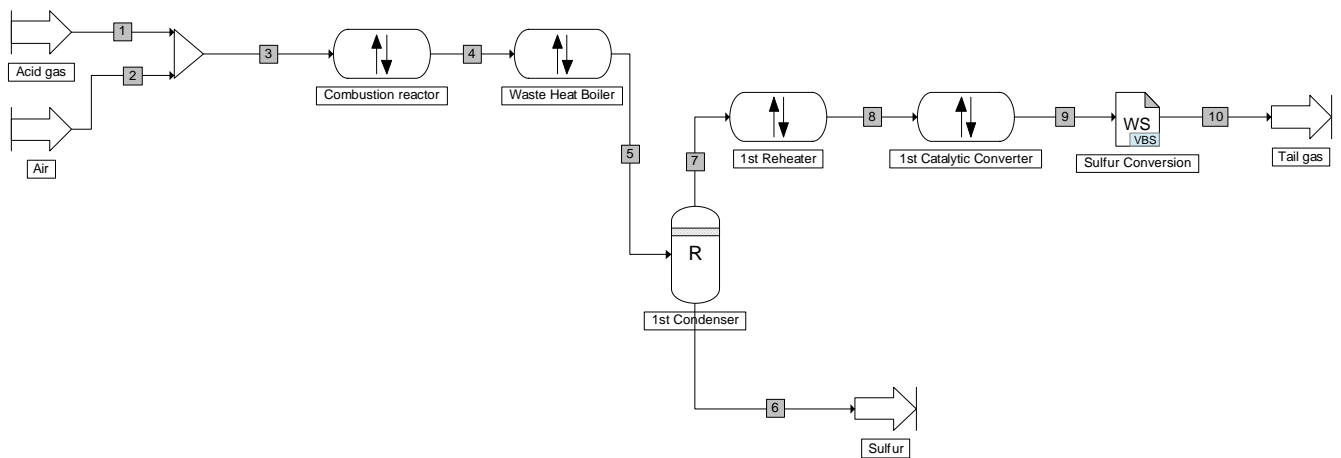 1
Acid gas
2
Air
3
Combustion reactor
4
Waste Heat Boiler
5
7
1st Reheater
8
1st Catalytic Converter
9
WS
VBS
Sulfur Conversion
10
Tail gas
R
1st Condenser
6
Sulfur